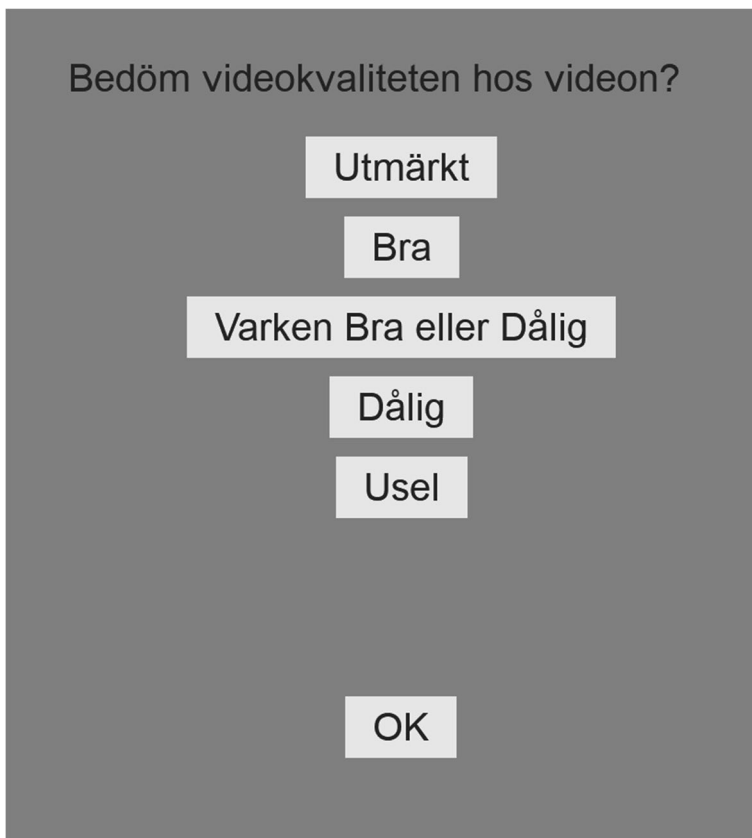 Bedöm videokvaliteten hos videon?
Utmärkt
Bra
Varken Bra eller Dålig
Dålig
Usel
OK